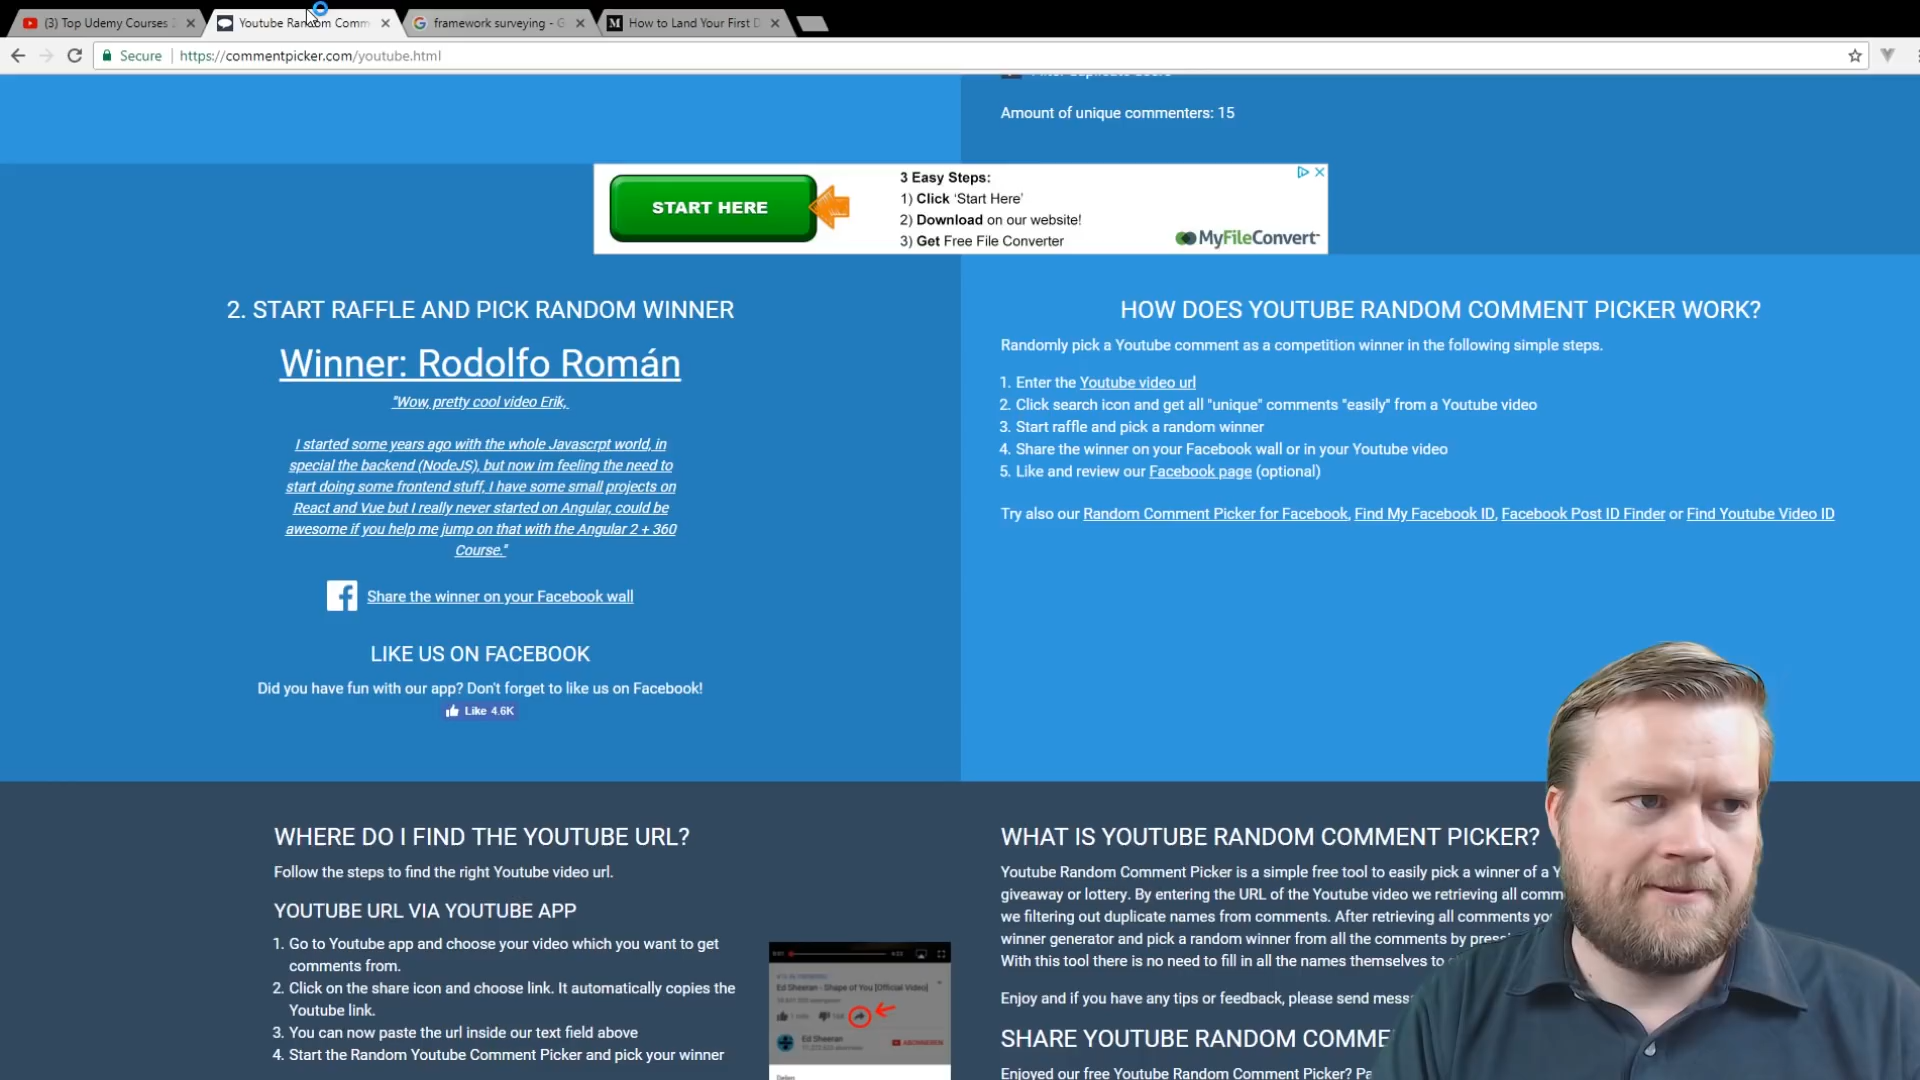 (3) Top Udemy Courses
Youtube Random Comm
framework surveying - G
How to Land Your First D
Secure
https://commentpicker.com/youtube.html
Amount of unique commenters: 15
START HERE
3 Easy Steps:
1) Click 'Start Here'
2) Download on our website!
3) Get Free File Converter
MyFileConvert
2. START RAFFLE AND PICK RANDOM WINNER
Winner: Rodolfo Román
"Wow, pretty cool video Erik,
I started some years ago with the whole Javascrpt world, in
special the backend (NodeJS), but now im feeling the need to
start doing some frontend stuff, I have some small projects on
React and Vue but I really never started on Angular, could be
awesome if you help me jump on that with the Angular 2 + 360
Course."
Share the winner on your Facebook wall
LIKE US ON FACEBOOK
Did you have fun with our app? Don't forget to like us on Facebook!
Like 4.6K
HOW DOES YOUTUBE RANDOM COMMENT PICKER WORK?
Randomly pick a Youtube comment as a competition winner in the following simple steps.
1. Enter the Youtube video url
2. Click search icon and get all "unique" comments "easily" from a Youtube video
3. Start raffle and pick a random winner
4. Share the winner on your Facebook wall or in your Youtube video
5. Like and review our Facebook page (optional)
Try also our Random Comment Picker for Facebook, Find My Facebook ID, Facebook Post ID Finder or Find Youtube Video ID
WHERE DO I FIND THE YOUTUBE URL?
Follow the steps to find the right Youtube video url.
YOUTUBE URL VIA YOUTUBE APP
1. Go to Youtube app and choose your video which you want to get
comments from.
2. Click on the share icon and choose link. It automatically copies the
Youtube link.
3. You can now paste the url inside our text field above
4. Start the Random Youtube Comment Picker and pick your winner
Ed Sheeran - Shape of You [Official Video]
Ed Sheeran
ABONNEREN
Delen
WHAT IS YOUTUBE RANDOM COMMENT PICKER?
Youtube Random Comment Picker is a simple free tool to easily pick a winner of a Y
giveaway or lottery. By entering the URL of the Youtube video we retrieving all comm
we filtering out duplicate names from comments. After retrieving all comments you
winner generator and pick a random winner from all the comments by press
With this tool there is no need to fill in all the names themselves to
Enjoy and if you have any tips or feedback, please send mess
SHARE YOUTUBE RANDOM COMME
Enjoyed our free Youtube Random Comment Picker? Pa